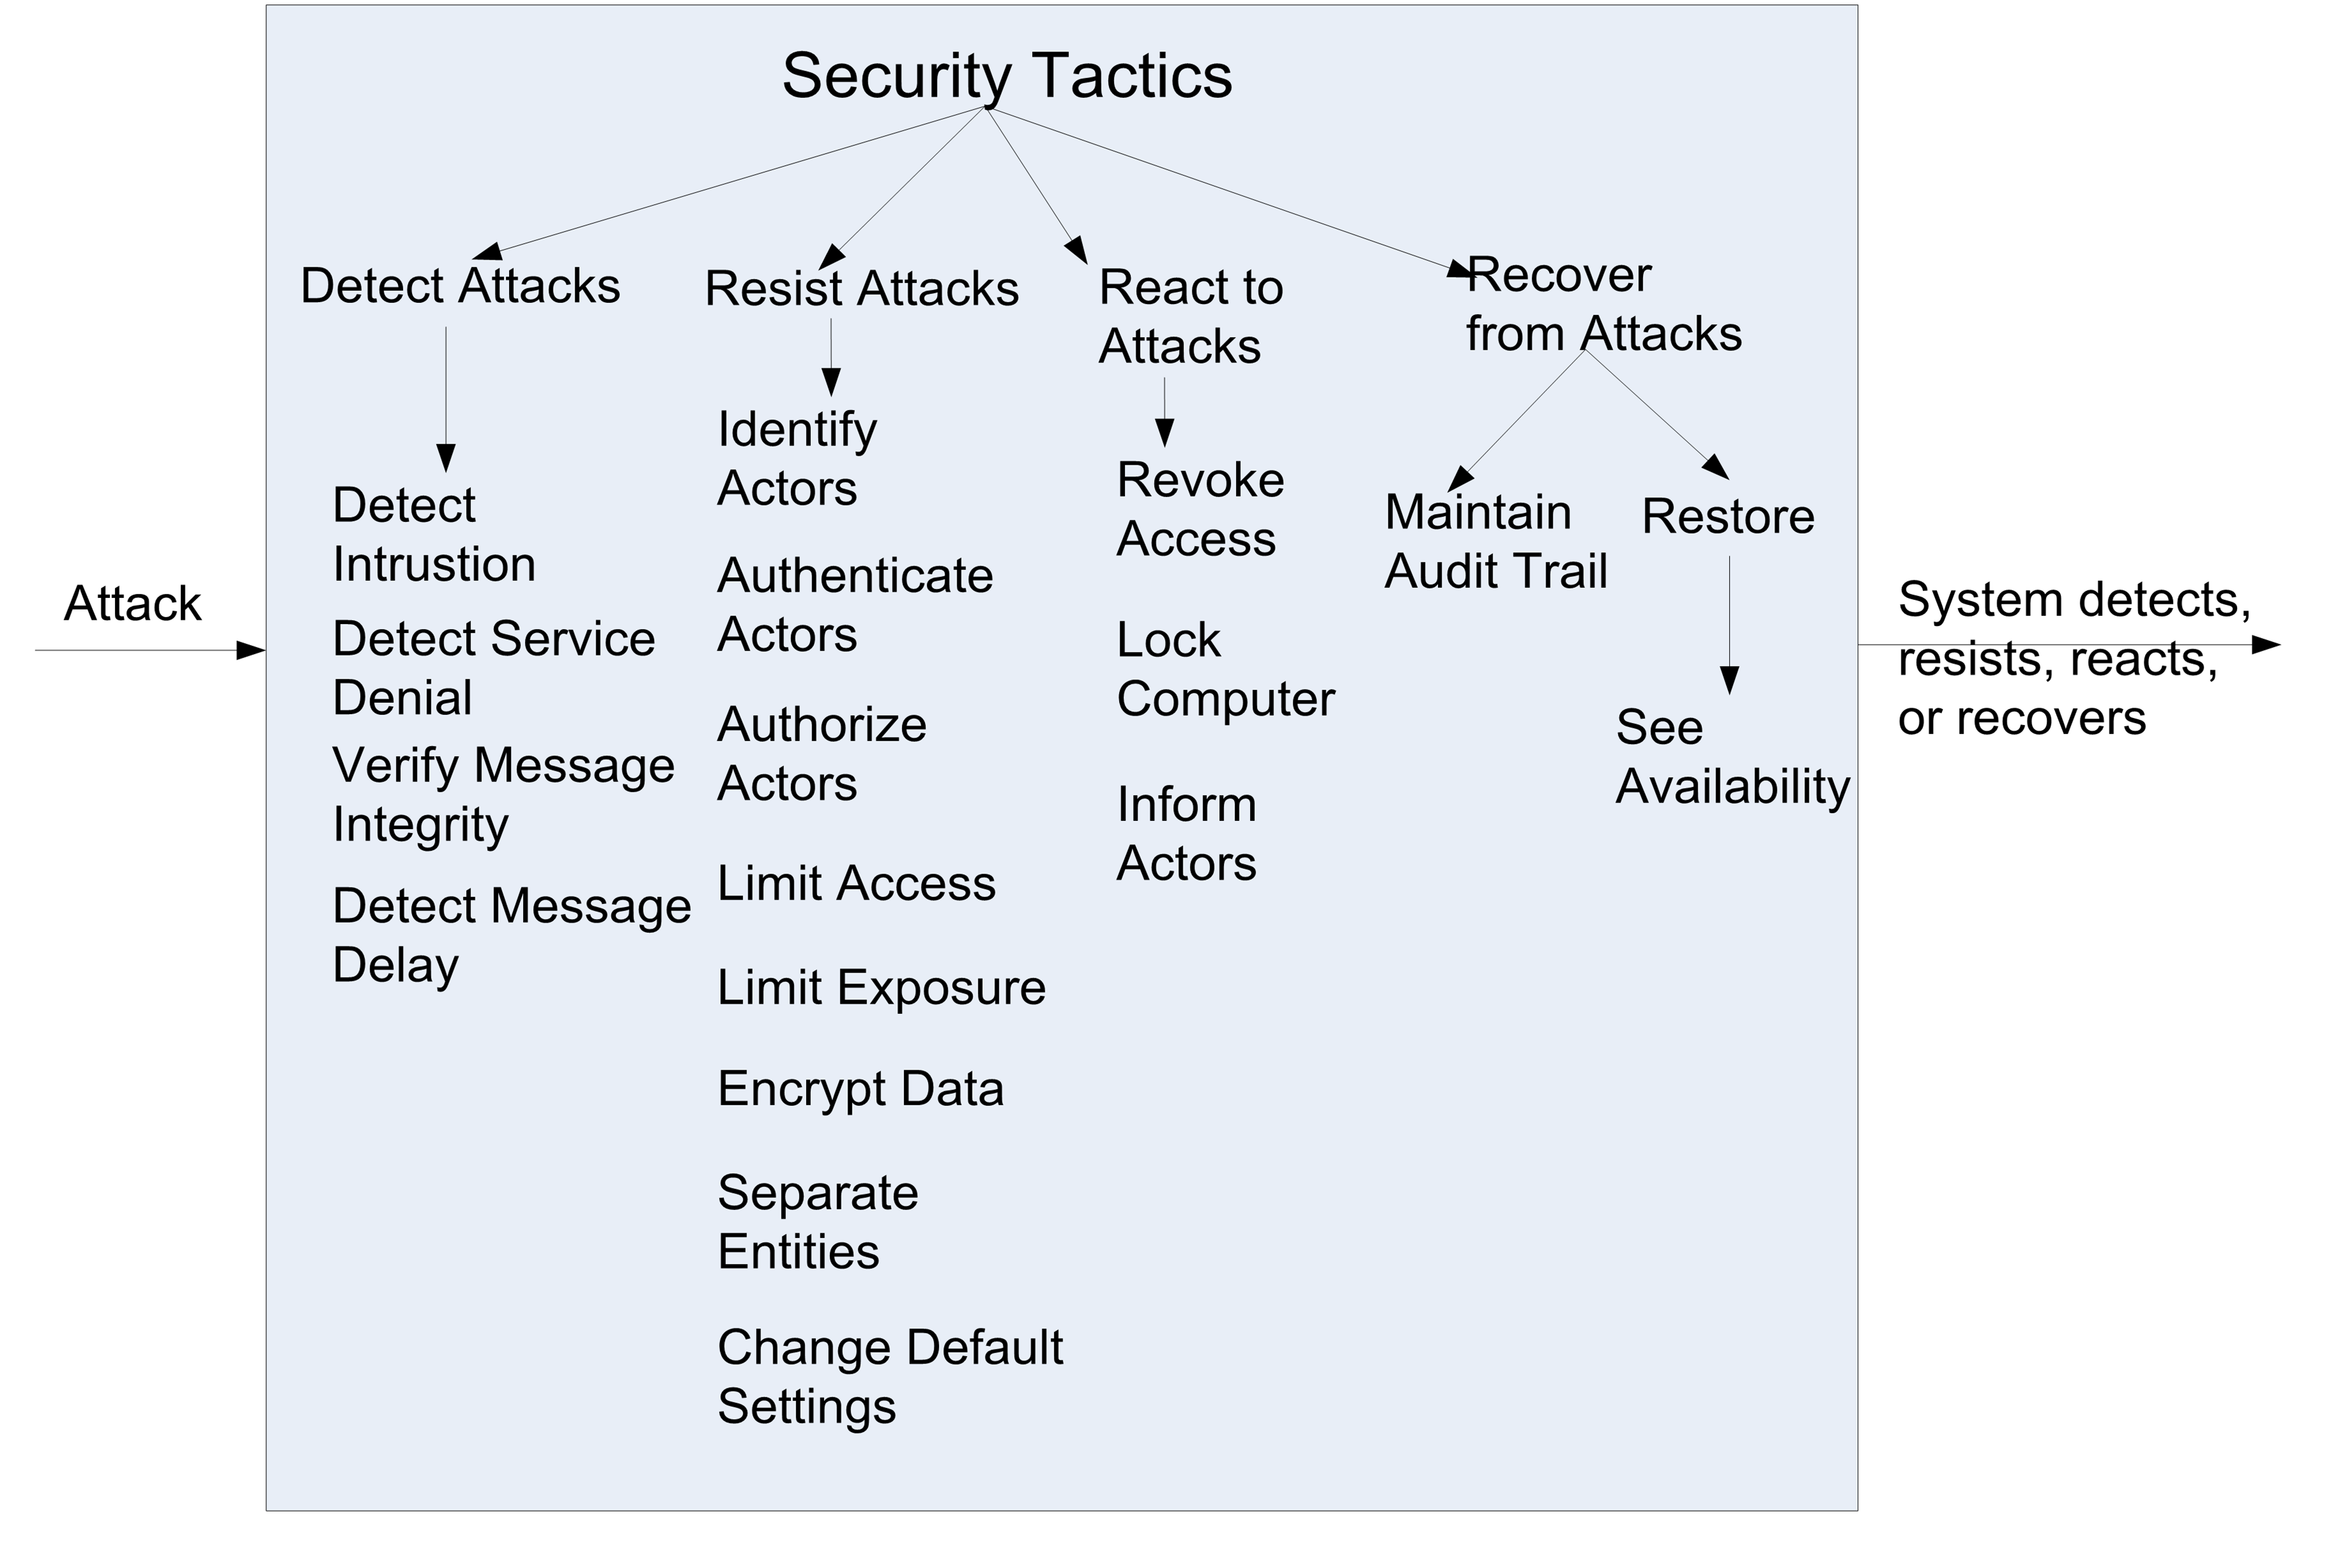 Security Tactics
Detect Attacks
Resist Attacks
React to
Attacks
Recover
from Attacks
Attack
Detect
Intrustion
Detect Service
Denial
Verify Message
Integrity
Detect Message
Delay
Identify
Actors
Authenticate
Actors
Authorize
Actors
Limit Access
Limit Exposure
Encrypt Data
Separate
Entities
Change Default
Settings
Revoke
Access
Lock
Computer
Inform
Actors
Maintain
Audit Trail
Restore
See
Availability
System detects,
resists, reacts,
or recovers